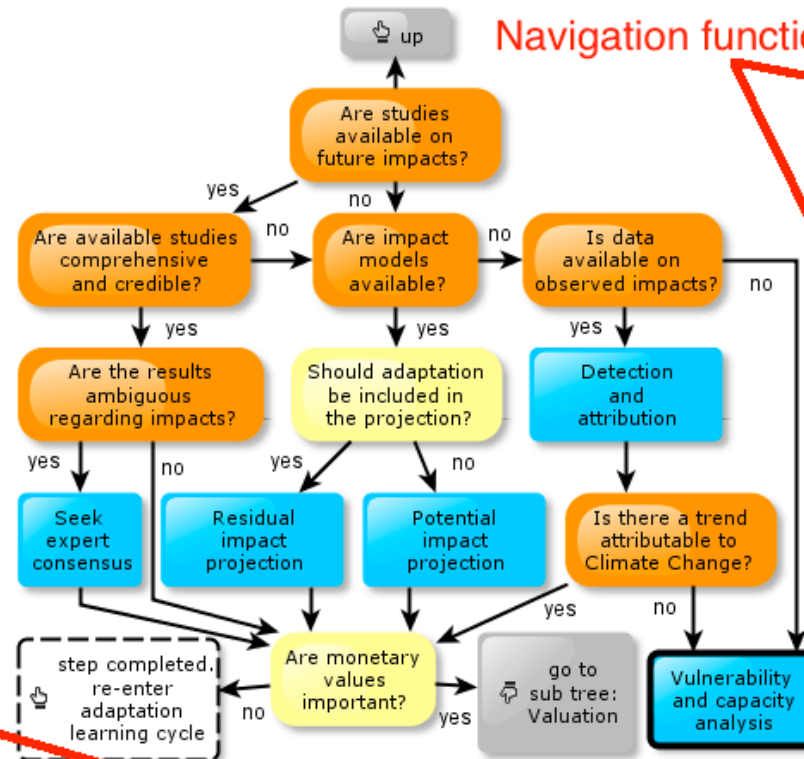 up
Navigation functi
Are studies
available on
future impacts?
yes
no
Are available studies
comprehensive
and credible?
no
Are impact
models
available?
no
Is data
available on
observed impacts?
no
yes
yes
yes
Are the results
ambiguous
regarding impacts?
Should adaptation
be included in
the projection?
Detection
and
attribution
yes
no
yes
no
Seek
expert
consensus
Residual
impact
projection
Potential
impact
projection
Is there a trend
attributable to
Climate Change?
yes
no
step completed.
re-enter
adaptation
learning cycle
no
Are monetary
values
important?
yes
go to
sub tree:
Valuation
Vulnerability
and capacity
analysis